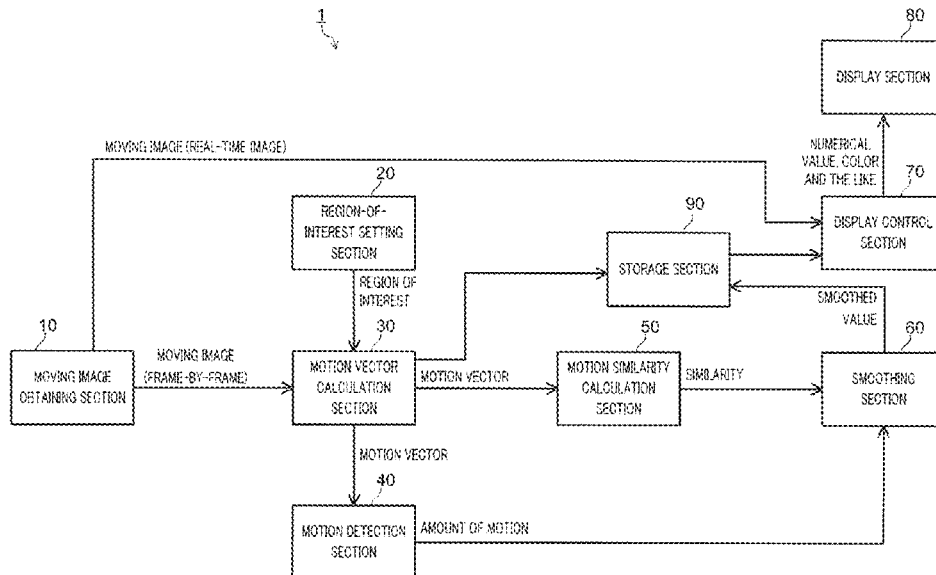 1
80
DISPLAY SECTION
MOVING IMAGE (REAL-TIME IMAGE)
NUMERICAL
VALUE, COLOR
AND THE LIKE
70
DISPLAY CONTROL
SECTION
20
REGION-OF-
INTEREST SETTING
SECTION
90
STORAGE SECTION
REGION OF
INTEREST
SMOOTHED
VALUE
10
MOVING IMAGE
OBTAINING SECTION
MOVING IMAGE
(FRAME-BY-FRAME)
30
MOTION VECTOR
CALCULATION
SECTION
MOTION VECTOR
50
MOTION SIMILARITY
CALCULATION
SECTION
SIMILARITY
60
SMOOTHING
SECTION
MOTION VECTOR
40
MOTION DETECTION
SECTION
AMOUNT OF MOTION